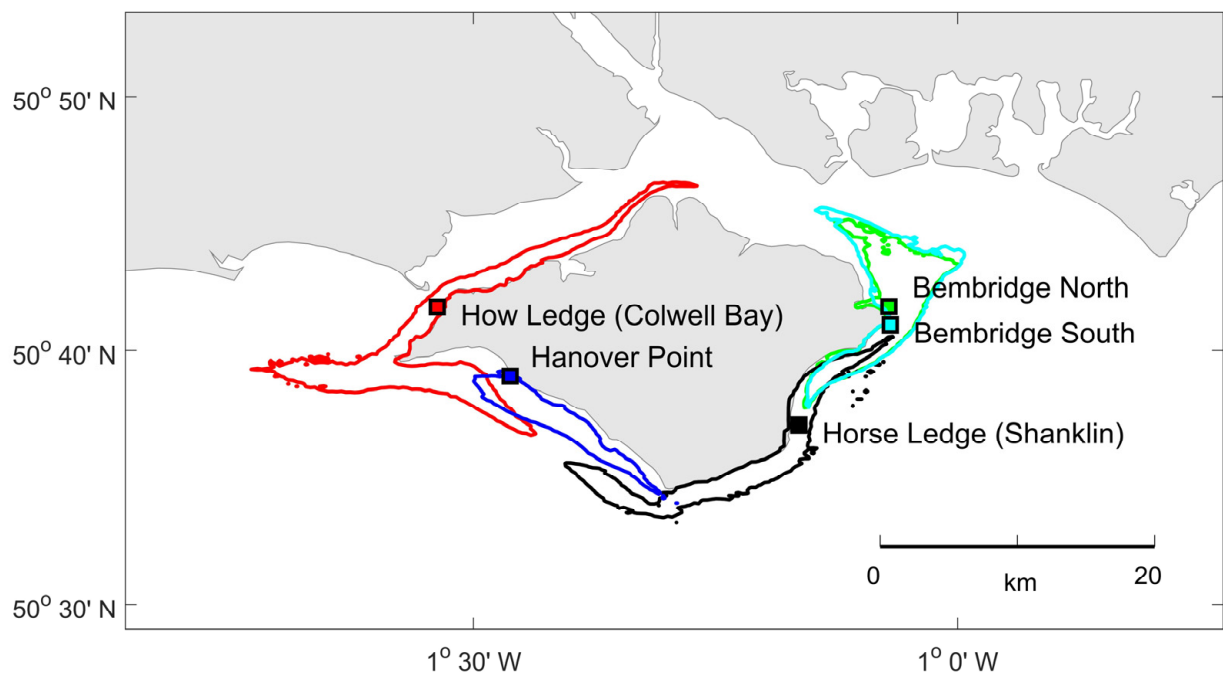 50° 50' N
Bembridge North
How Ledge (Colwell Bay)
Bembridge South
50° 40' N
Hanover Point
Horse Ledge (Shanklin)
0
km
20
50° 30' N
1° 30' W
1° 0' W